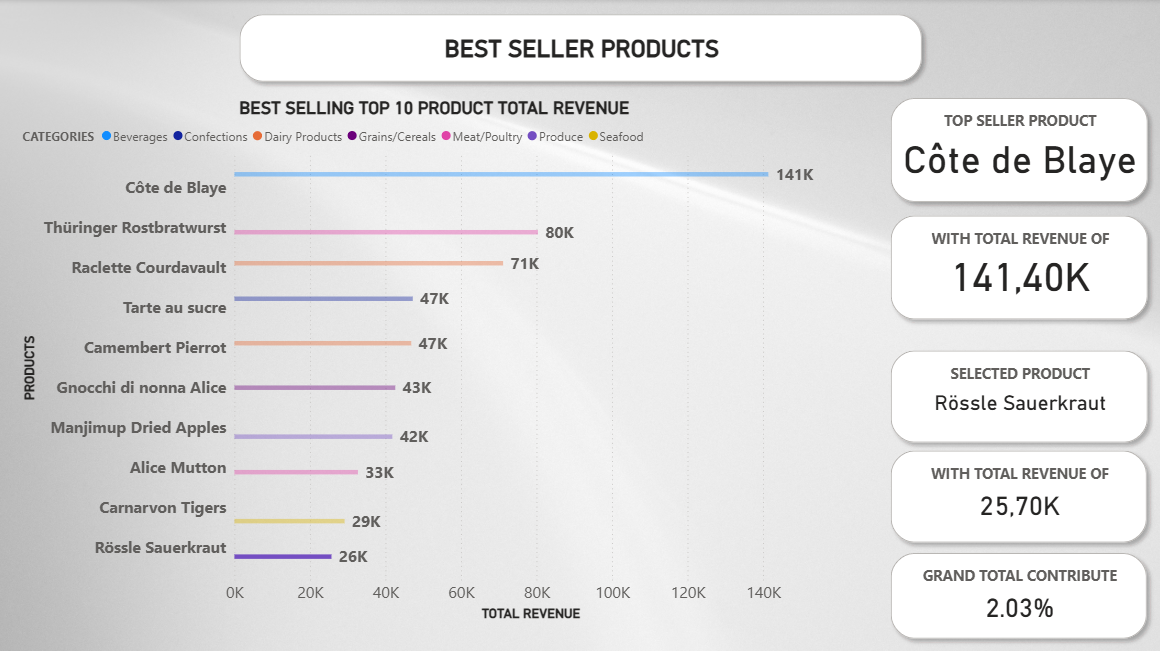 BEST SELLER PRODUCTS
BEST SELLING TOP 10 PRODUCT TOTAL REVENUE
CATEGORIES Beverages Confections Dairy Products Grains/Cereals Meat/Poultry Produce Seafood
PRODUCTS
Côte de Blaye 141K
Thüringer Rostbratwurst 80K
Raclette Courdavault 71K
Tarte au sucre 47K
Camembert Pierrot 47K
Gnocchi di nonna Alice 43K
Manjimup Dried Apples 42K
Alice Mutton 33K
Carnarvon Tigers 29K
Rössle Sauerkraut 26K
0K 20K 40K 60K 80K 100K 120K 140K
TOTAL REVENUE
TOP SELLER PRODUCT
Côte de Blaye
WITH TOTAL REVENUE OF
141,40K
SELECTED PRODUCT
Rössle Sauerkraut
WITH TOTAL REVENUE OF
25,70K
GRAND TOTAL CONTRIBUTE
2.03%